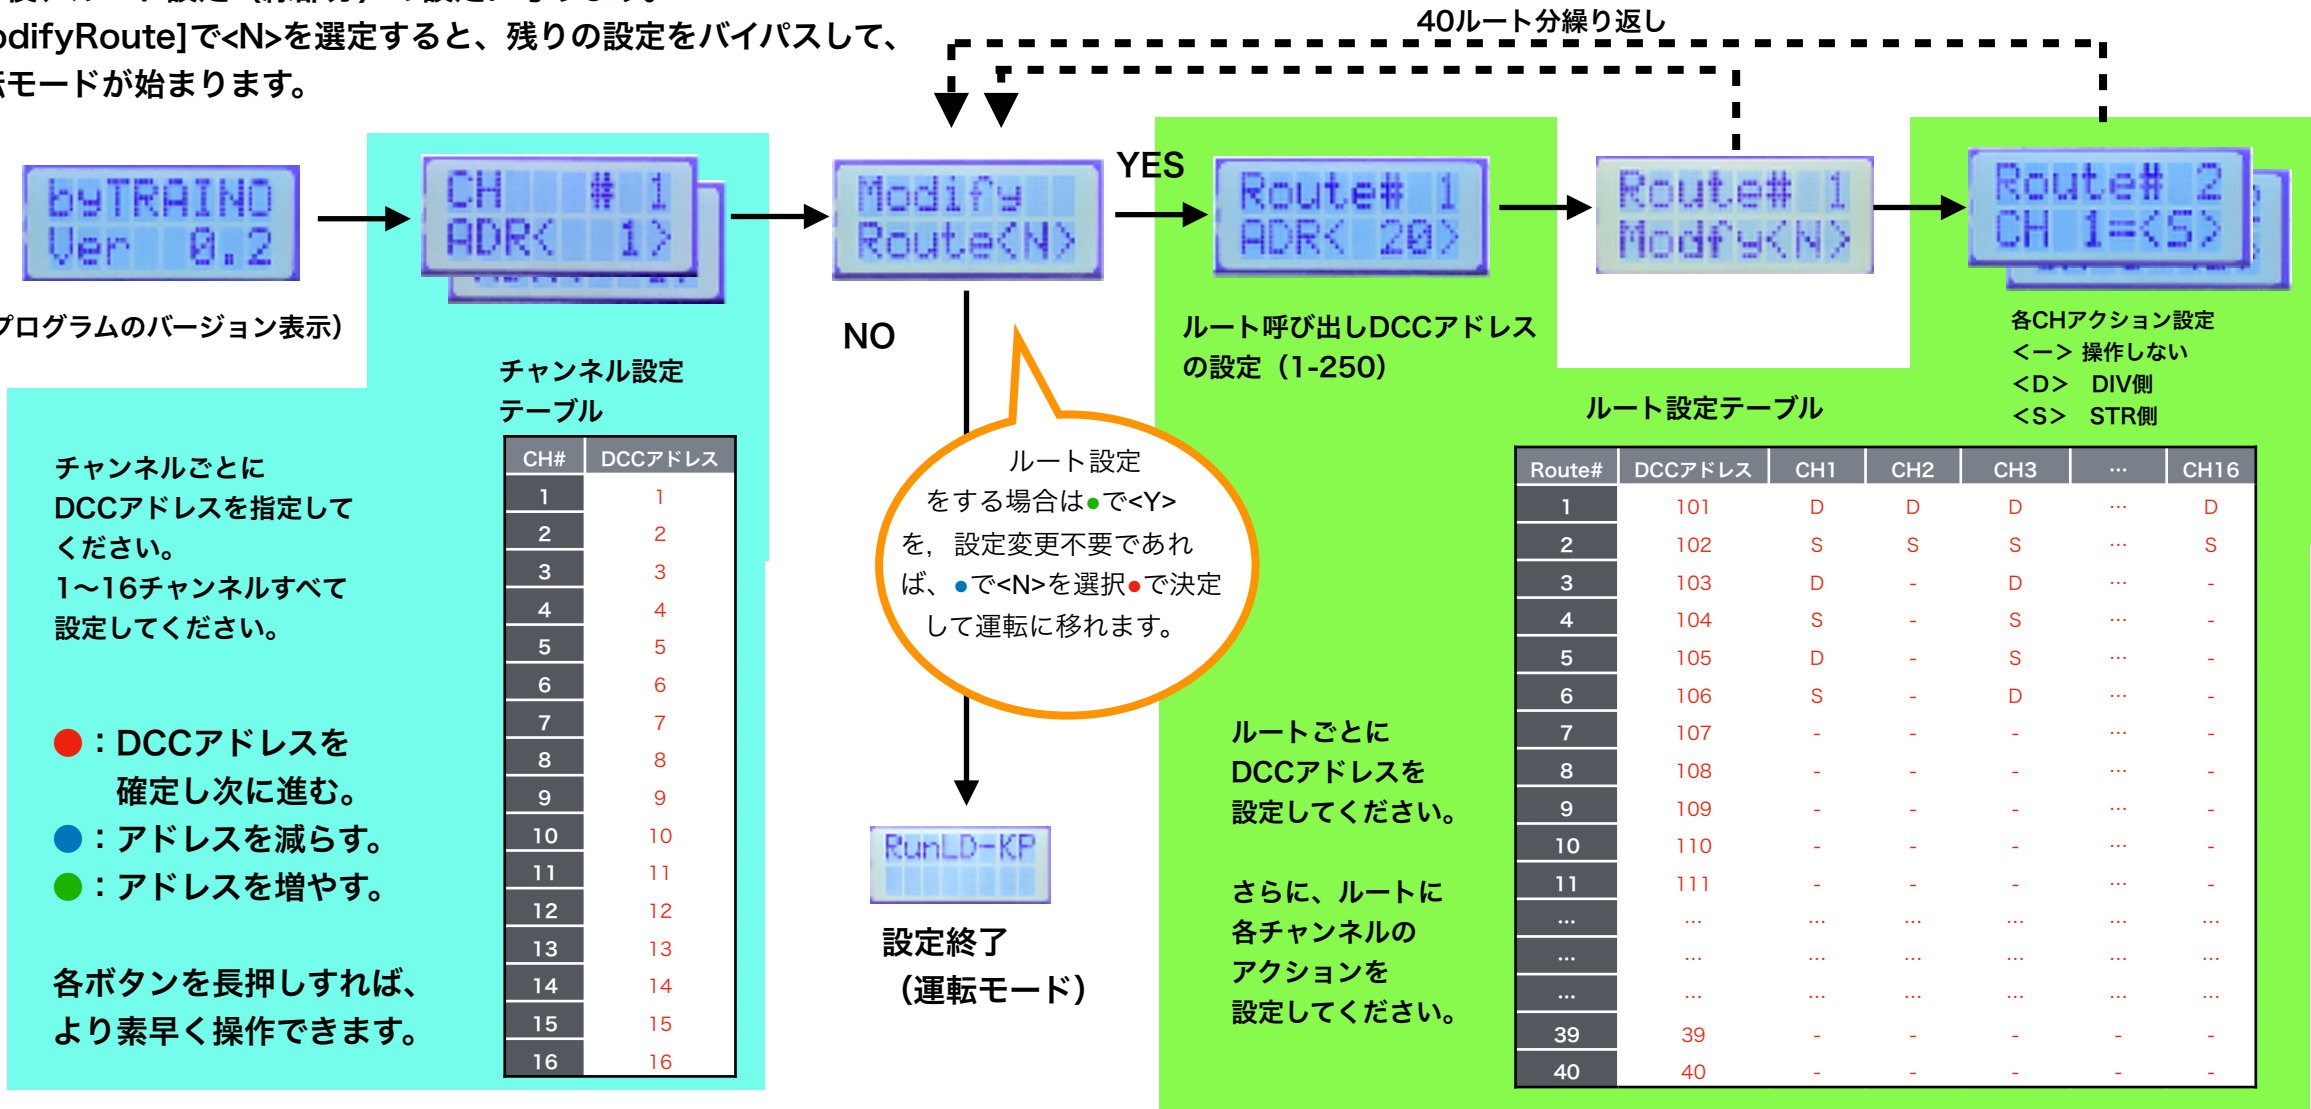 odifyRoute]で<N>を選定すると、残りの設定をバイパスして、
モードが始まります。
40ルート分繰り返し
byTRAINO
Ver 0.2
プログラムのバージョン表示）
CH # 1
ADR< 1>
Modify
Route<N>
YES
NO
Route# 1
ADR< 20>
Route# 1
Modfy<N>
Route# 2
CH 1=<S>
ルート呼び出しDCCアドレス
の設定（1-250）
各CHアクション設定
＜ー＞ 操作しない
＜D＞ DIV側
＜S＞ STR側
チャンネルごとに
DCCアドレスを指定して
ください。
1〜16チャンネルすべて
設定してください。
●：DCCアドレスを
確定し次に進む。
●：アドレスを減らす。
●：アドレスを増やす。
各ボタンを長押しすれば、
より素早く操作できます。
チャンネル設定
テーブル
CH# DCCアドレス
1 1
2 2
3 3
4 4
5 5
6 6
7 7
8 8
9 9
10 10
11 11
12 12
13 13
14 14
15 15
16 16
ルート設定
をする場合は●で<Y>
を，設定変更不要であれ
ば、●で<N>を選択●で決定
して運転に移れます。
RunLD-KP
設定終了
（運転モード）
ルートごとに
DCCアドレスを
設定してください。
さらに、ルートに
各チャンネルの
アクションを
設定してください。
ルート設定テーブル
Route# DCCアドレス CH1 CH2 CH3 … CH16
1 101 D D D … D
2 102 S S S … S
3 103 D - D … -
4 104 S - S … -
5 105 D - S … -
6 106 S - D … -
7 107 - - - … -
8 108 - - - … -
9 109 - - - … -
10 110 - - - … -
11 111 - - - … -
… … … … … … …
… … … … … … …
… … … … … … …
39 39 - - - - -
40 40 - - - - -